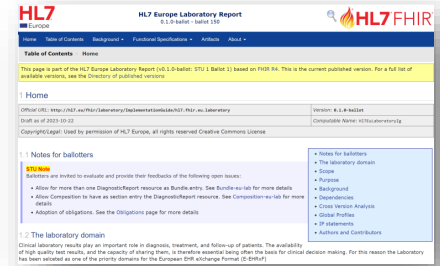 HL7
Europe
HL7 Europe Laboratory Report
0.1.0-ballot - ballot 150
HL7 FHIR
Home Table of Contents Background Functional Specifications Artifacts About
Table of Contents Home
This page is part of the HL7 Europe Laboratory Report (v0.1.0-ballot: STU 1 Ballot 1) based on FHIR R4. This is the current published version. For a full list of
available versions, see the Directory of published versions
1 Home
Official URL: http://hl7.eu/fhir/laboratory/ImplementationGuide/hl7.fhir.eu.laboratory Version: 0.1.0-ballot
Draft as of 2023-10-22 Computable Name: Hl7EuLaboratoryIg
Copyright/Legal: Used by permission of HL7 Europe, all rights reserved Creative Commons License
1.1 Notes for ballotters
STU Note
Ballotters are invited to evaluate and provide their feedbacks of the following open issues:
• Allow for more than one DiagnosticReport resource as Bundle.entry. See Bundle-eu-lab for more details
• Allow Composition to have as section entry the DiagnosticReport resource. See Composition-eu-lab for more
details
• Adoption of obligations. See the Obligations page for more details
• Notes for ballotters
• The laboratory domain
• Scope
• Purpose
• Background
• Dependencies
• Cross Version Analysis
• Global Profiles
• IP statements
• Authors and Contributors
1.2 The laboratory domain
Clinical laboratory results play an important role in diagnosis, treatment, and follow-up of patients. The availability
of high quality test results, and the capacity of sharing them, is therefore essential being often the basis for clinical decision making. For this reason the Laboratory
has been selected as one of the priority domains for the European EHR eXchange Format (E-EHRxF)